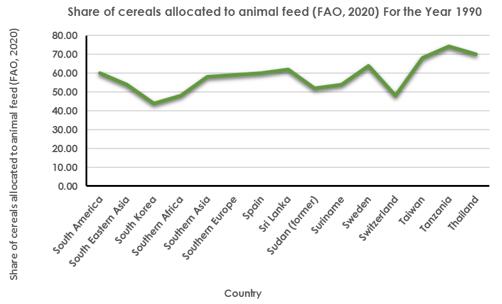 Share of cereals allocated to animal feed (FAO, 2020) For the Year 1990
Share of cereals allocated to animal feed (FAO, 2020)
80.00
70.00
60.00
50.00
40.00
30.00
20.00
10.00
0.00
South America
South Eastern Asia
South Korea
Southern Africa
Southern Asia
Southern Europe
Spain
Sri Lanka
Sudan (former)
Suriname
Sweden
Switzerland
Taiwan
Tanzania
Thailand
Country